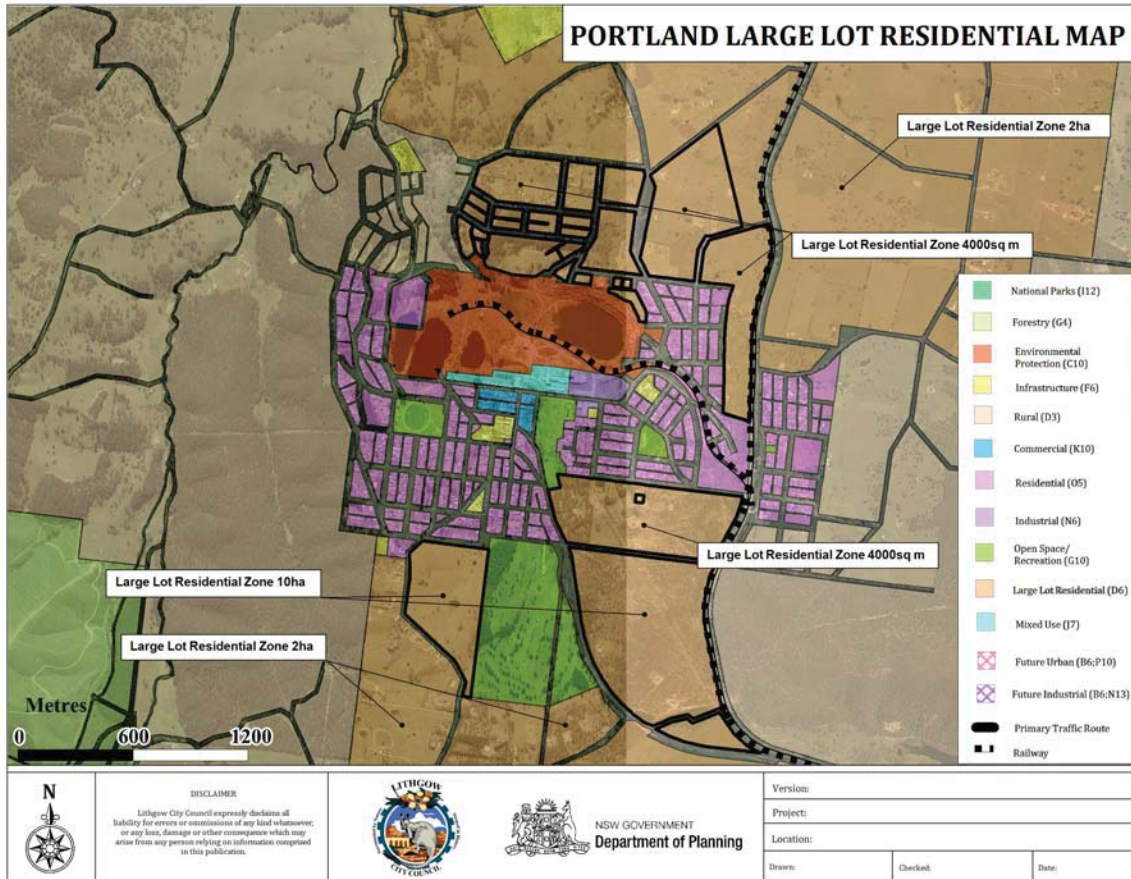 PORTLAND LARGE LOT RESIDENTIAL MAP
Large Lot Residential Zone 2ha
Large Lot Residential Zone 4000sq m
National Parks (I12)
Forestry (G4)
Environmental
Protection (C10)
Infrastructure (F6)
Rural (D3)
Commercial (K10)
Residential (O5)
Industrial (N6)
Open Space/
Recreation (G10)
Large Lot Residential (D6)
Mixed Use (J7)
Future Urban (B6;P10)
Future Industrial (B6;N13)
Primary Traffic Route
Railway
Large Lot Residential Zone 4000sq m
Large Lot Residential Zone 10ha
Large Lot Residential Zone 2ha
Metres
0 600 1200
N
DISCLAIMER
Lithgow City Council expressly disclaims all
liability for errors or ommissions of any kind whatsoever,
or any loss, damage or other consequence which may
arise from any person relying on information comprised
in this publication.
LITHGOW
CITY COUNCIL
NSW GOVERNMENT
Department of Planning
Version:
Project:
Location:
Drawn: Checked: Date: